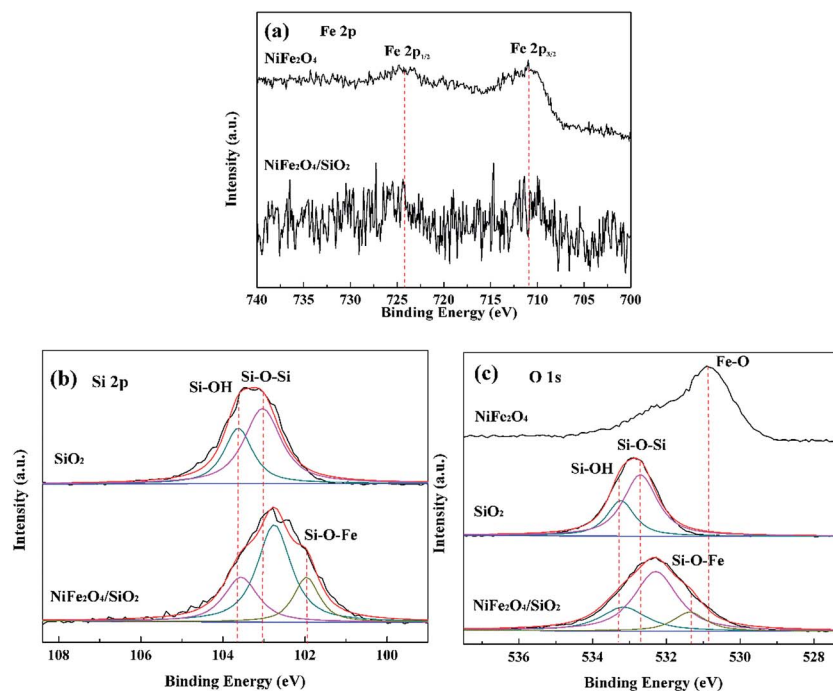 (a) Fe 2p
Fe 2p1/2 Fe 2p3/2
NiFe2O4
NiFe2O4/SiO2
Intensity (a.u.)
740 735 730 725 720 715 710 705 700
Binding Energy (eV)
(b) Si 2p
Si-OH Si-O-Si
SiO2
Si-O-Fe
NiFe2O4/SiO2
Intensity (a.u.)
108 106 104 102 100
Binding Energy (eV)
(c) O 1s
Fe-O
NiFe2O4
Si-O-Si
Si-OH
SiO2
Si-O-Fe
NiFe2O4/SiO2
Intensity (a.u.)
536 534 532 530 528
Binding Energy (eV)